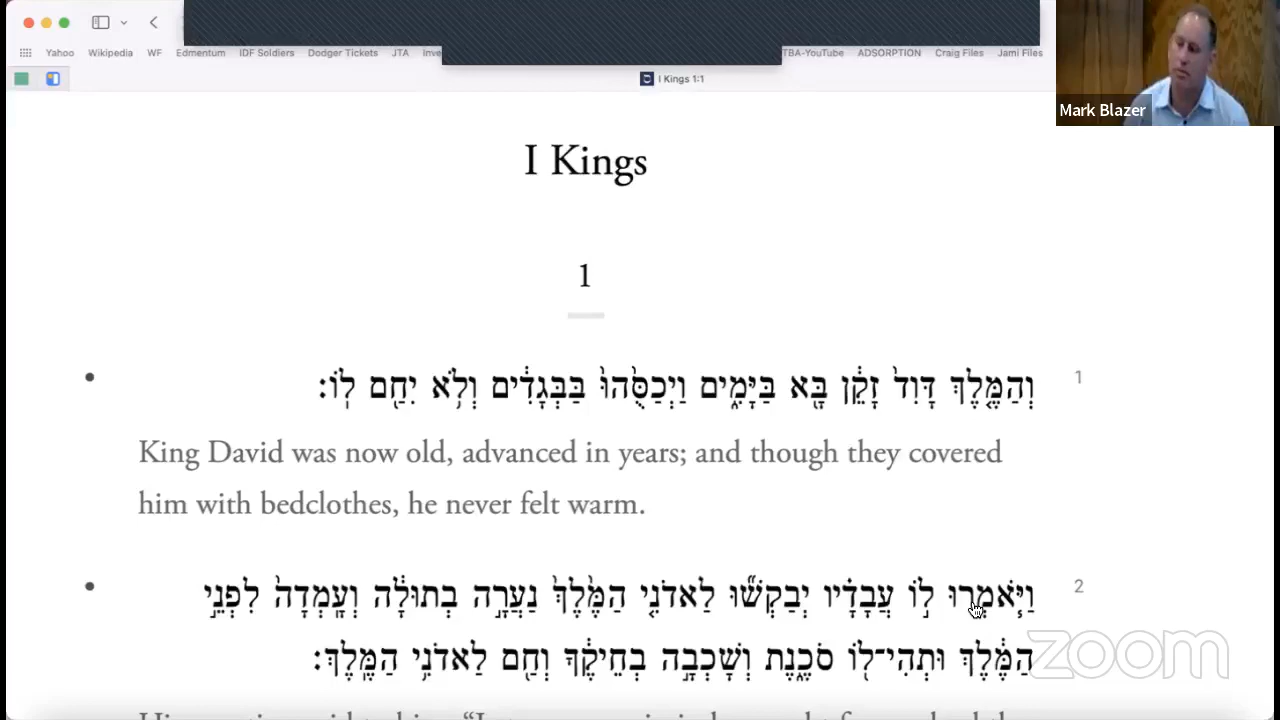 Yahoo Wikipedia WF Edmentum IDF Soldiers Dodger Tickets JTA Inve TBA-YouTube ADSORPTION Craig Files Jami Files
I Kings 1:1
Mark Blazer
I Kings
1
1
וְהַמֶּ֤לֶךְ דָּוִד֙ זָקֵ֔ן בָּ֖א בַּיָּמִ֑ים וַיְכַסֻּ֙הוּ֙ בַּבְּגָדִ֔ים וְלֹ֥א יִחַ֖ם לֽוֹ׃
King David was now old, advanced in years; and though they covered
him with bedclothes, he never felt warm.
2
וַיֹּ֧אמְרוּ ל֣וֹ עֲבָדָ֗יו יְבַקְשׁ֞וּ לַאדֹנִ֤י הַמֶּ֙לֶךְ֙ נַעֲרָ֣ה בְתוּלָ֔ה וְעָֽמְדָה֙ לִפְנֵ֣י
הַמֶּ֔לֶךְ וּתְהִי־ל֖וֹ סֹכֶ֑נֶת וְשָׁכְבָ֣ה בְחֵיקֶ֔ךָ וְחַ֖ם לַאדֹנִ֥י הַמֶּֽלֶךְ׃
zoom